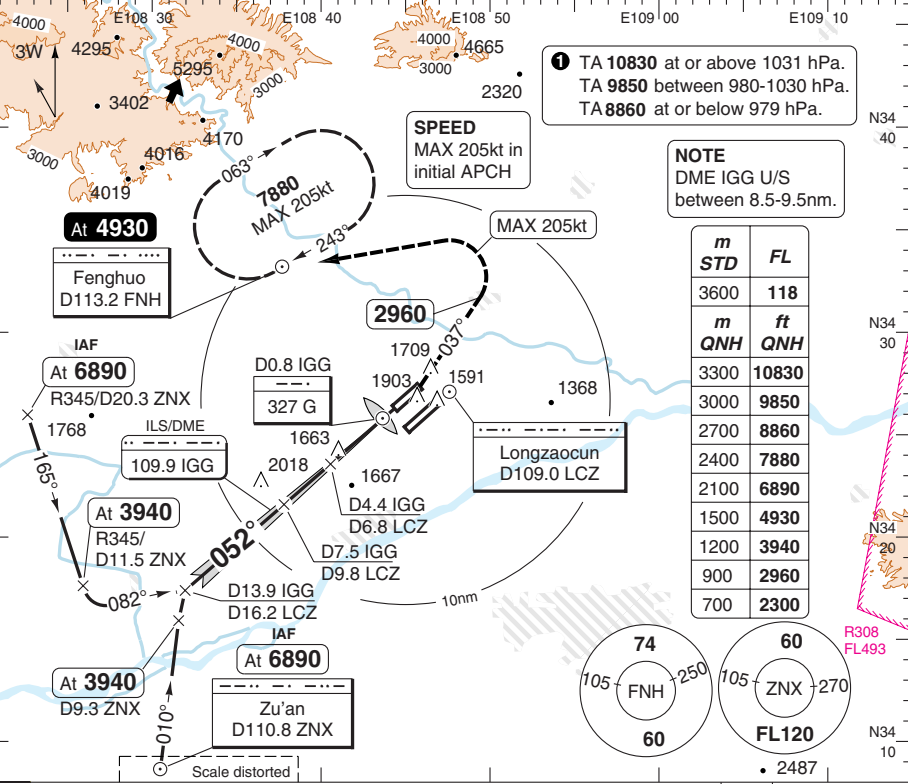 E108 30
E108 40
E108 50
E109 00
E109 10
4000
3W
4295
5295
4000
3000
4000
4665
3000
2320
3402
4170
3000
4016
4019
❶ TA 10830 at or above 1031 hPa.
TA 9850 between 980-1030 hPa.
TA 8860 at or below 979 hPa.
N34
40
SPEED
MAX 205kt in
initial APCH
NOTE
DME IGG U/S
between 8.5-9.5nm.
063°
7880
MAX 205kt
243°
MAX 205kt
At 4930
Fenghuo
D113.2 FNH
2960
037°
m STD FL
3600 118
m QNH ft QNH
3300 10830
3000 9850
2700 8860
2400 7880
2100 6890
1500 4930
1200 3940
900 2960
700 2300
N34
30
IAF
At 6890
R345/D20.3 ZNX
1768
D0.8 IGG
327 G
1709
1903
1591
1368
ILS/DME
109.9 IGG
1663
2018
1667
Longzaocun
D109.0 LCZ
165°
At 3940
R345/
D11.5 ZNX
D4.4 IGG
D6.8 LCZ
052°
D7.5 IGG
D9.8 LCZ
N34
20
082°
D13.9 IGG
D16.2 LCZ
10nm
IAF
At 6890
At 3940
D9.3 ZNX
010°
Zu'an
D110.8 ZNX
Scale distorted
74
105
250
FNH
60
60
105
270
ZNX
FL120
R308
FL493
N34
10
2487